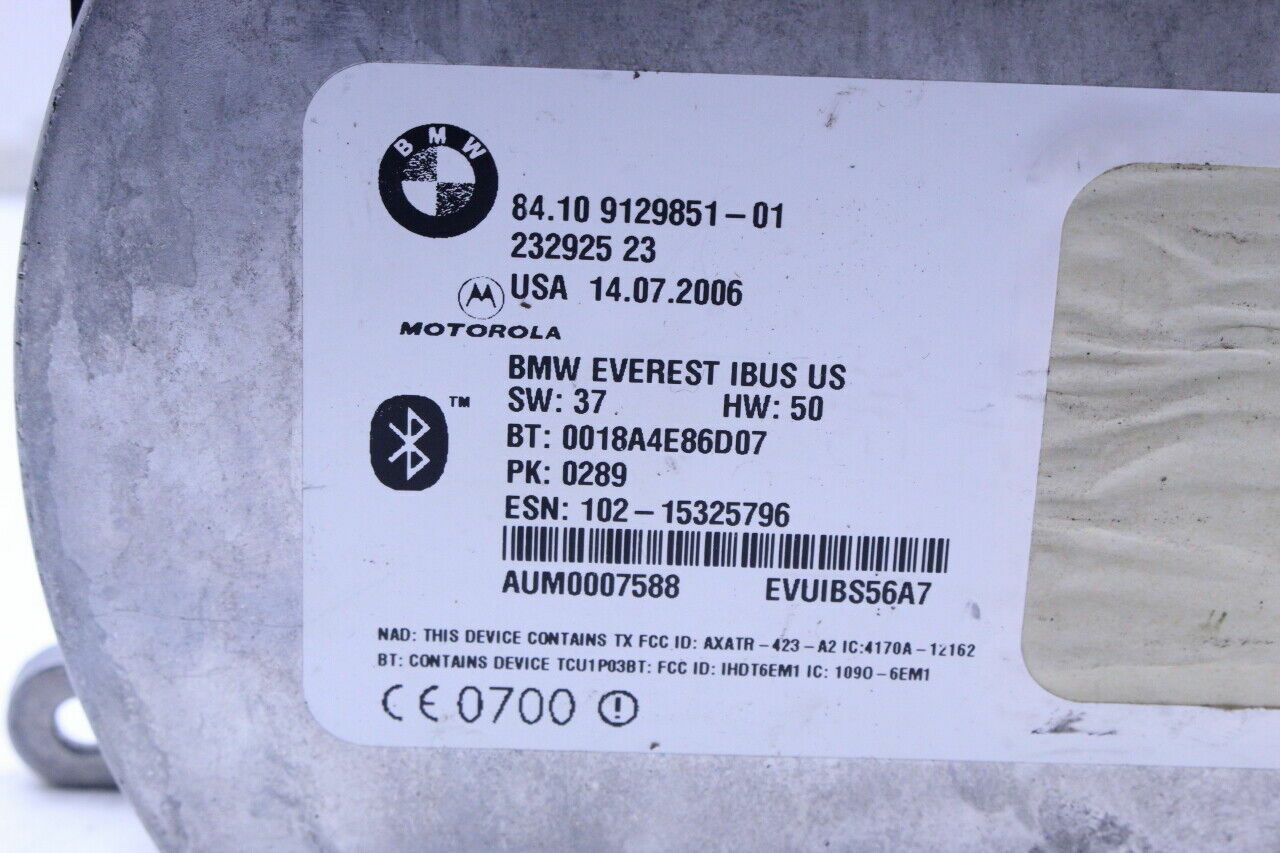 BMW
84.10 9129851-01
232925 23
USA 14.07.2006
MOTOROLA
BMW EVEREST IBUS US
SW: 37 HW: 50
TM
BT: 0018A4E86D07
PK: 0289
ESN: 102-15325796
AUM0007588 EVUIBS56A7
NAD: THIS DEVICE CONTAINS TX FCC ID: AXATR-423-A2 IC:4170A-12162
BT: CONTAINS DEVICE TCU1P03BT: FCC ID: IHDT6EM1 IC: 1090-6EM1
CE 0700